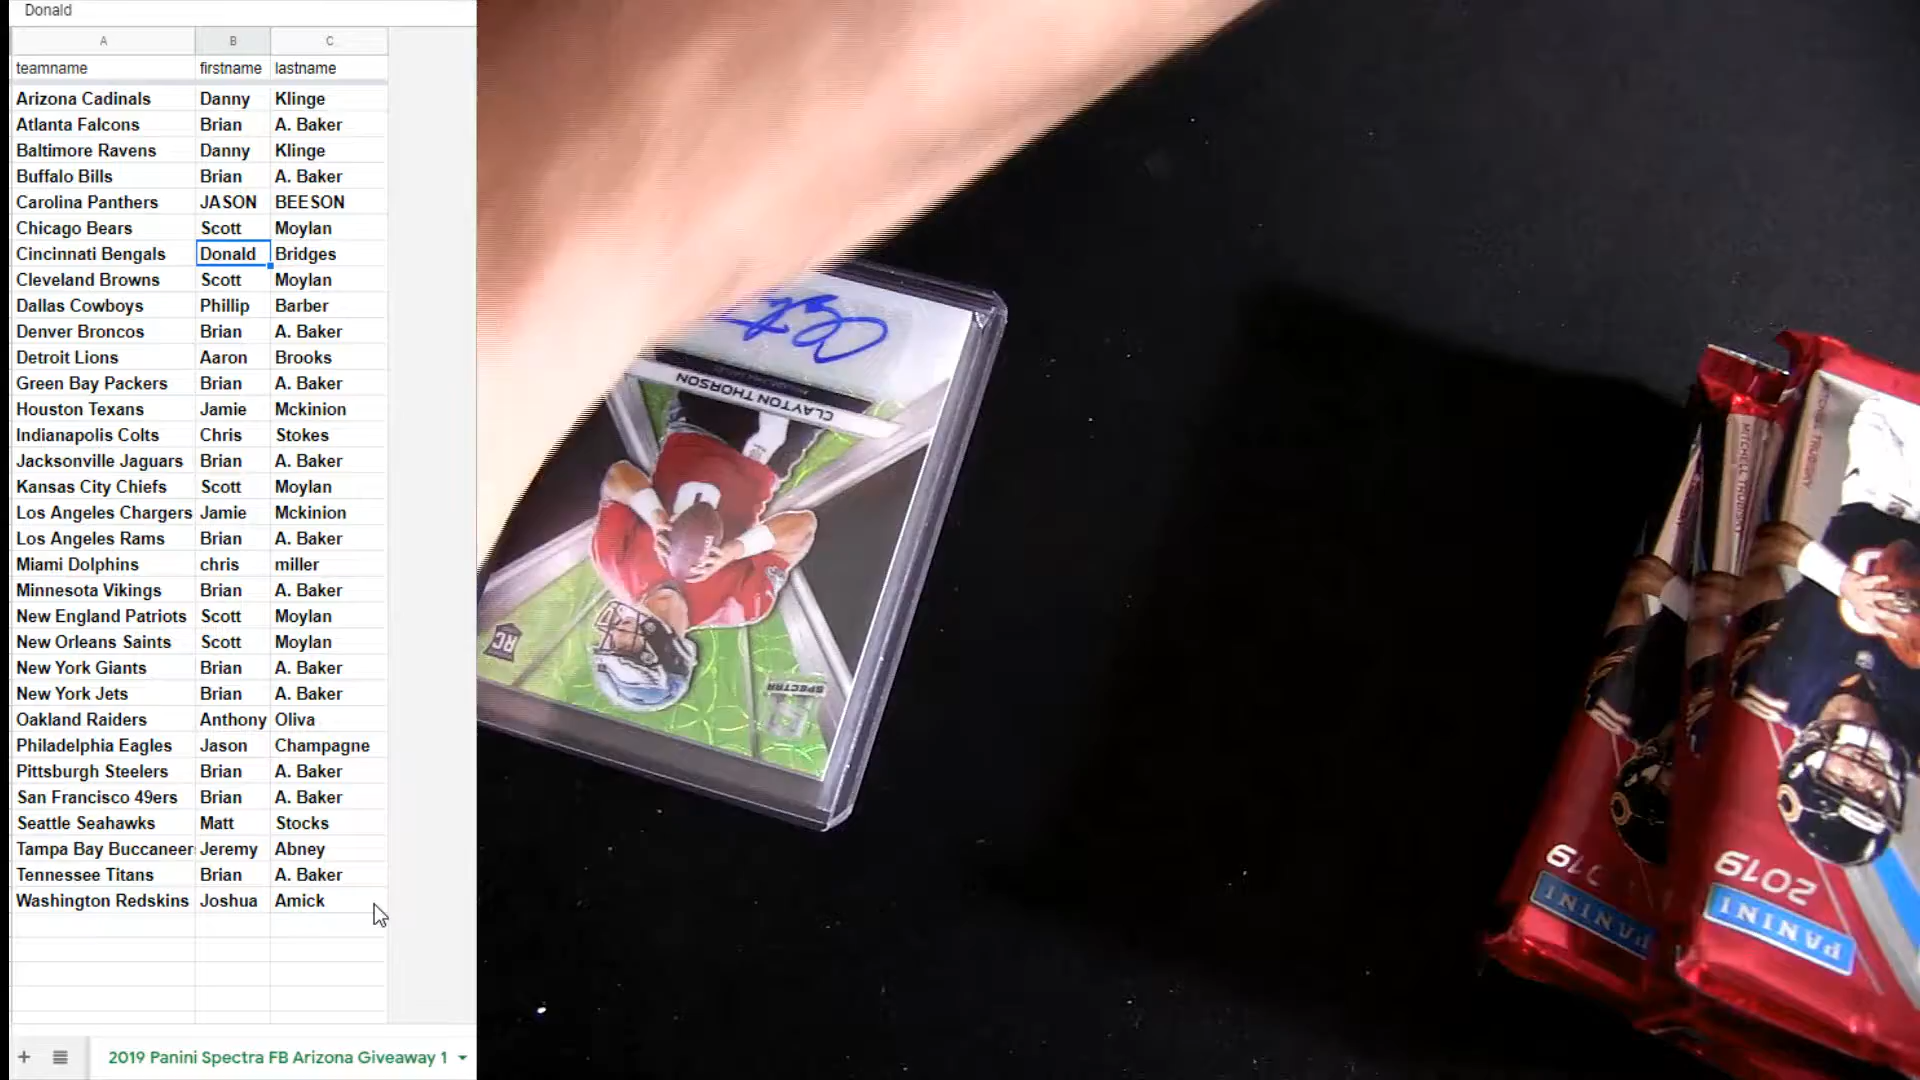 Donald
A B C
teamname firstname lastname
Arizona Cadinals Danny Klinge
Atlanta Falcons Brian A. Baker
Baltimore Ravens Danny Klinge
Buffalo Bills Brian A. Baker
Carolina Panthers JASON BEESON
Chicago Bears Scott Moylan
Cincinnati Bengals Donald Bridges
Cleveland Browns Scott Moylan
Dallas Cowboys Phillip Barber
Denver Broncos Brian A. Baker
Detroit Lions Aaron Brooks
Green Bay Packers Brian A. Baker
Houston Texans Jamie Mckinion
Indianapolis Colts Chris Stokes
Jacksonville Jaguars Brian A. Baker
Kansas City Chiefs Scott Moylan
Los Angeles Chargers Jamie Mckinion
Los Angeles Rams Brian A. Baker
Miami Dolphins chris miller
Minnesota Vikings Brian A. Baker
New England Patriots Scott Moylan
New Orleans Saints Scott Moylan
New York Giants Brian A. Baker
New York Jets Brian A. Baker
Oakland Raiders Anthony Oliva
Philadelphia Eagles Jason Champagne
Pittsburgh Steelers Brian A. Baker
San Francisco 49ers Brian A. Baker
Seattle Seahawks Matt Stocks
Tampa Bay Buccaneer Jeremy Abney
Tennessee Titans Brian A. Baker
Washington Redskins Joshua Amick
2019 Panini Spectra FB Arizona Giveaway 1
CLAYTON THORSON
RC
SPECTRA
MITCHELL TRUBISKY
MITCHELL TRUBISKY
2019
PANINI
2019
PANINI